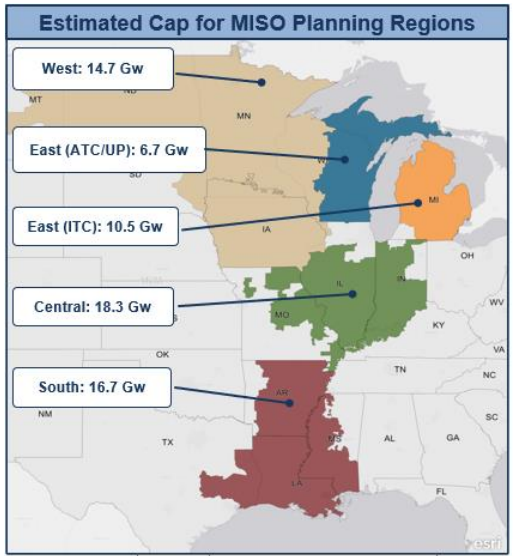 Estimated Cap for MISO Planning Regions
West: 14.7 Gw
ND
MT
MN
East (ATC/UP): 6.7 Gw
W
SD
MI
East (ITC): 10.5 Gw
IA
OH
IL
IN
Central: 18.3 Gw
WV
MO
KY
VA
OK
TN
NC
South: 16.7 Gw
AR
NM
SC
TX
MS
AL
GA
LA
FL
esri